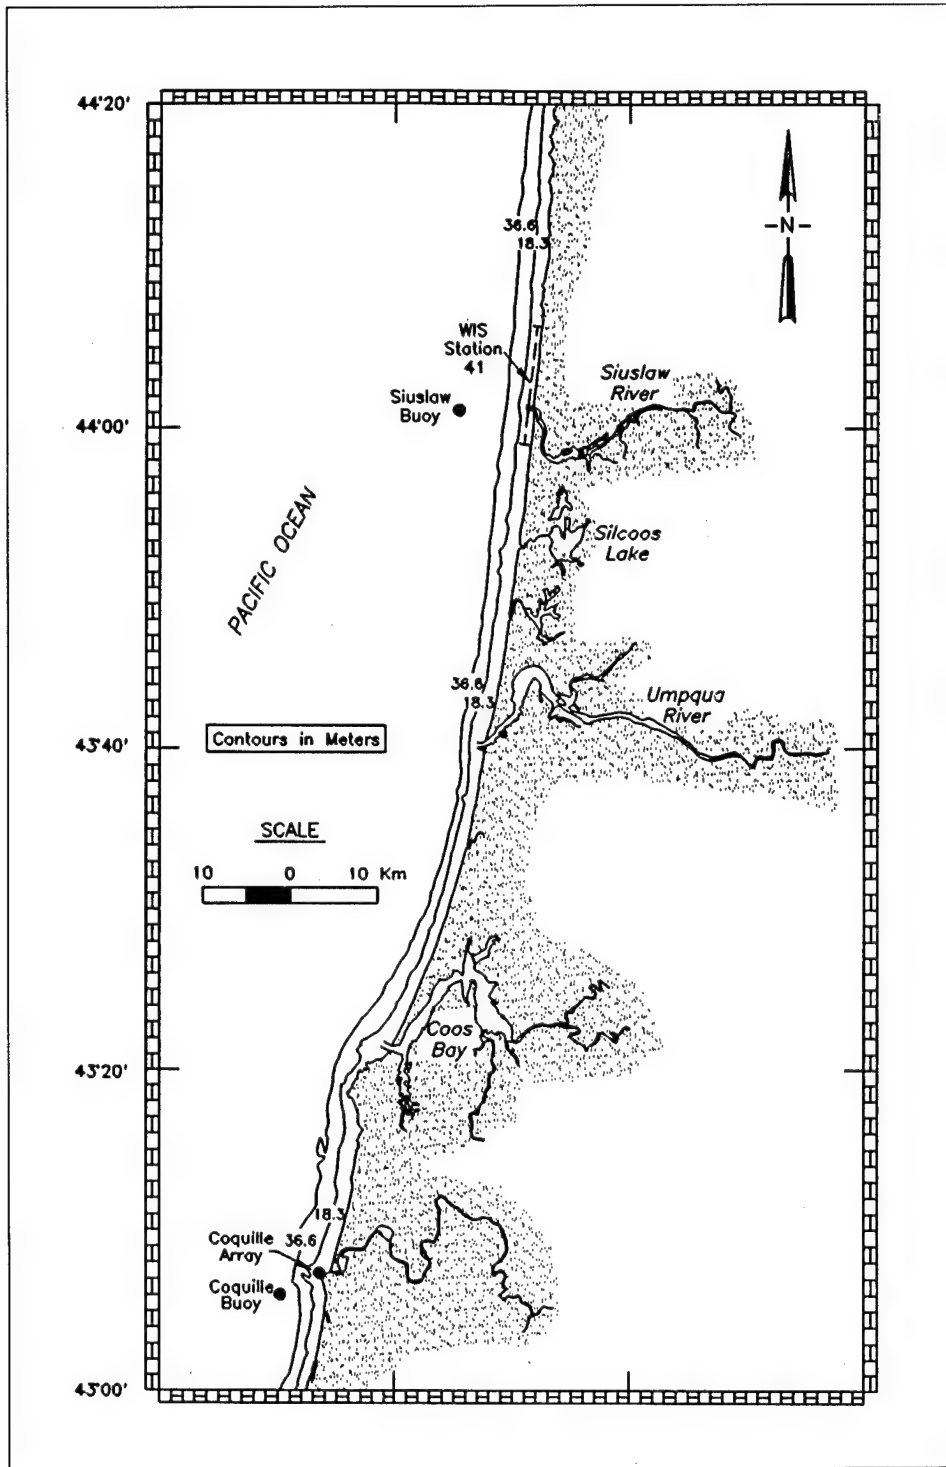 44°20'
N
36.6
18.3
WIS
Station
41
Siuslaw
Buoy
Siuslaw
River
44°00'
PACIFIC OCEAN
Silcoos
Lake
36.6
18.3
Umpqua
River
Contours in Meters
43°40'
SCALE
10 0 10 Km
Coos
Bay
43°20'
18.3
36.6
Coquille
Array
Coquille
Buoy
43°00'